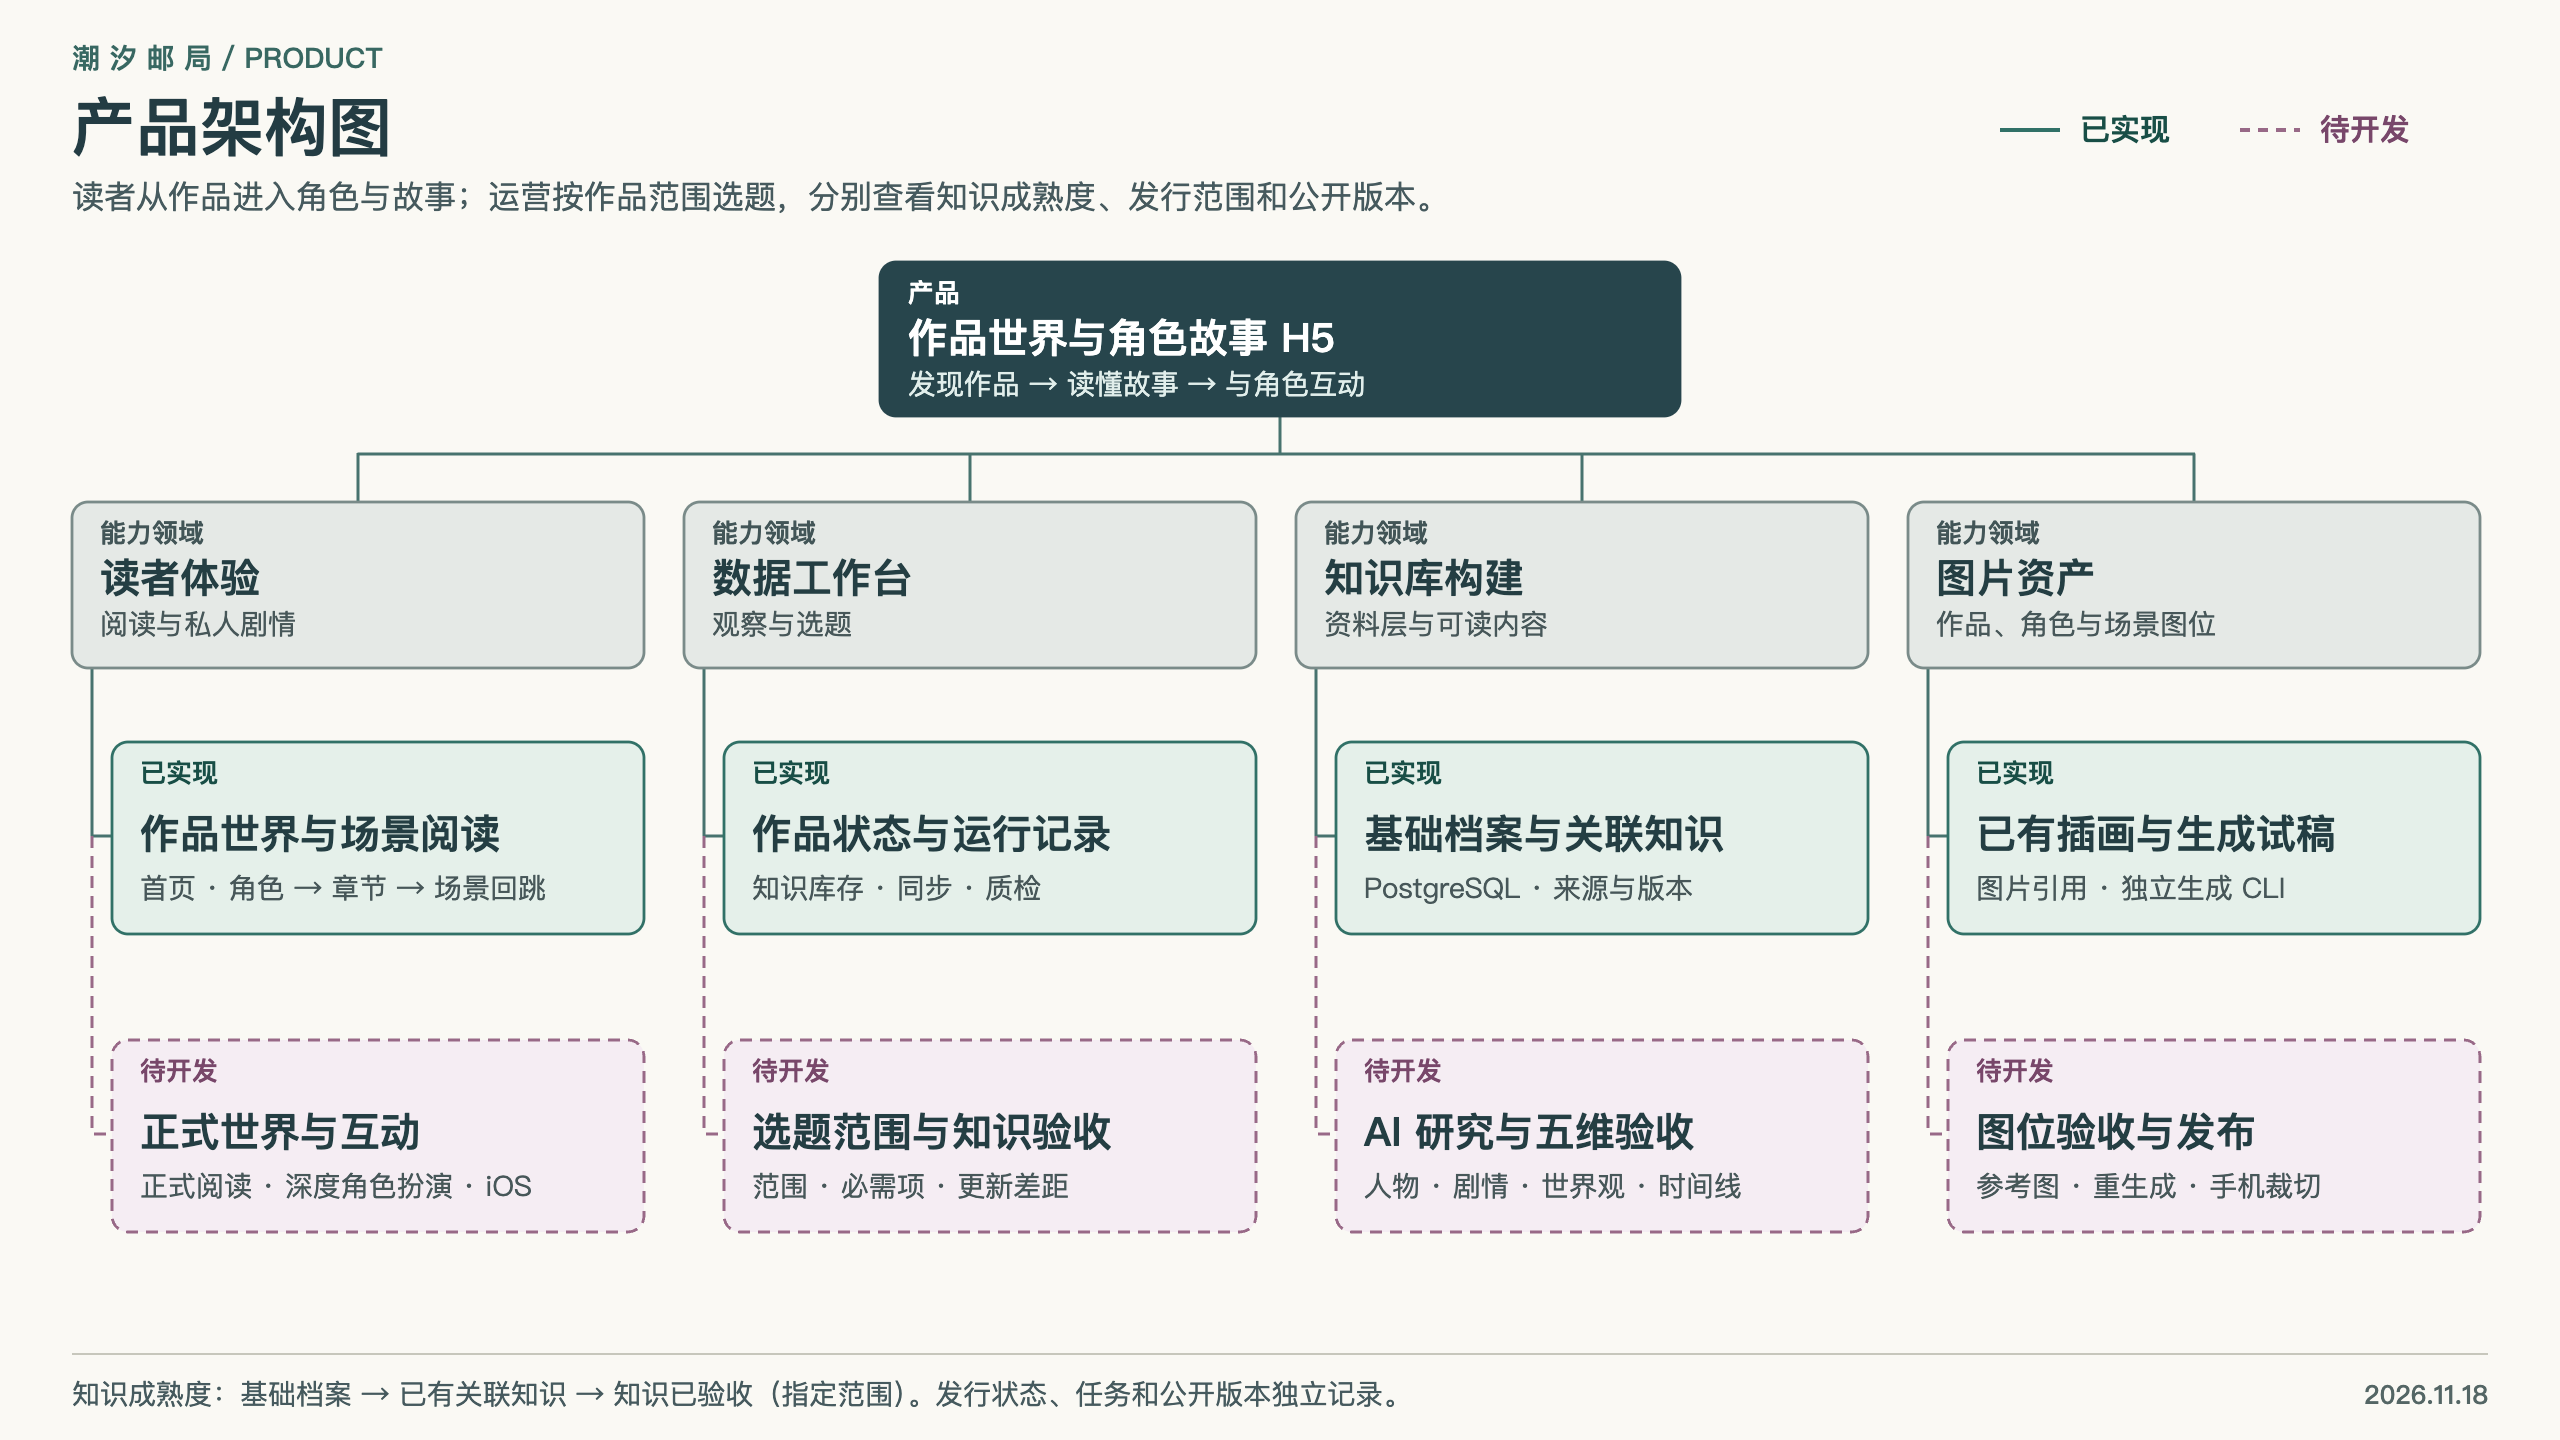 潮汐邮局 / PRODUCT
产品架构图
已实现
待开发
读者从作品进入角色与故事；运营按作品范围选题，分别查看知识成熟度、发行范围和公开版本。
产品
作品世界与角色故事 H5
发现作品 → 读懂故事 → 与角色互动
能力领域
读者体验
阅读与私人剧情
能力领域
数据工作台
观察与选题
能力领域
知识库构建
资料层与可读内容
能力领域
图片资产
作品、角色与场景图位
已实现
作品世界与场景阅读
首页 · 角色 → 章节 → 场景回跳
已实现
作品状态与运行记录
知识库存 · 同步 · 质检
已实现
基础档案与关联知识
PostgreSQL · 来源与版本
已实现
已有插画与生成试稿
图片引用 · 独立生成 CLI
待开发
正式世界与互动
正式阅读 · 深度角色扮演 · iOS
待开发
选题范围与知识验收
范围 · 必需项 · 更新差距
待开发
AI 研究与五维验收
人物 · 剧情 · 世界观 · 时间线
待开发
图位验收与发布
参考图 · 重生成 · 手机裁切
知识成熟度：基础档案 → 已有关联知识 → 知识已验收（指定范围）。发行状态、任务和公开版本独立记录。
2026.11.18